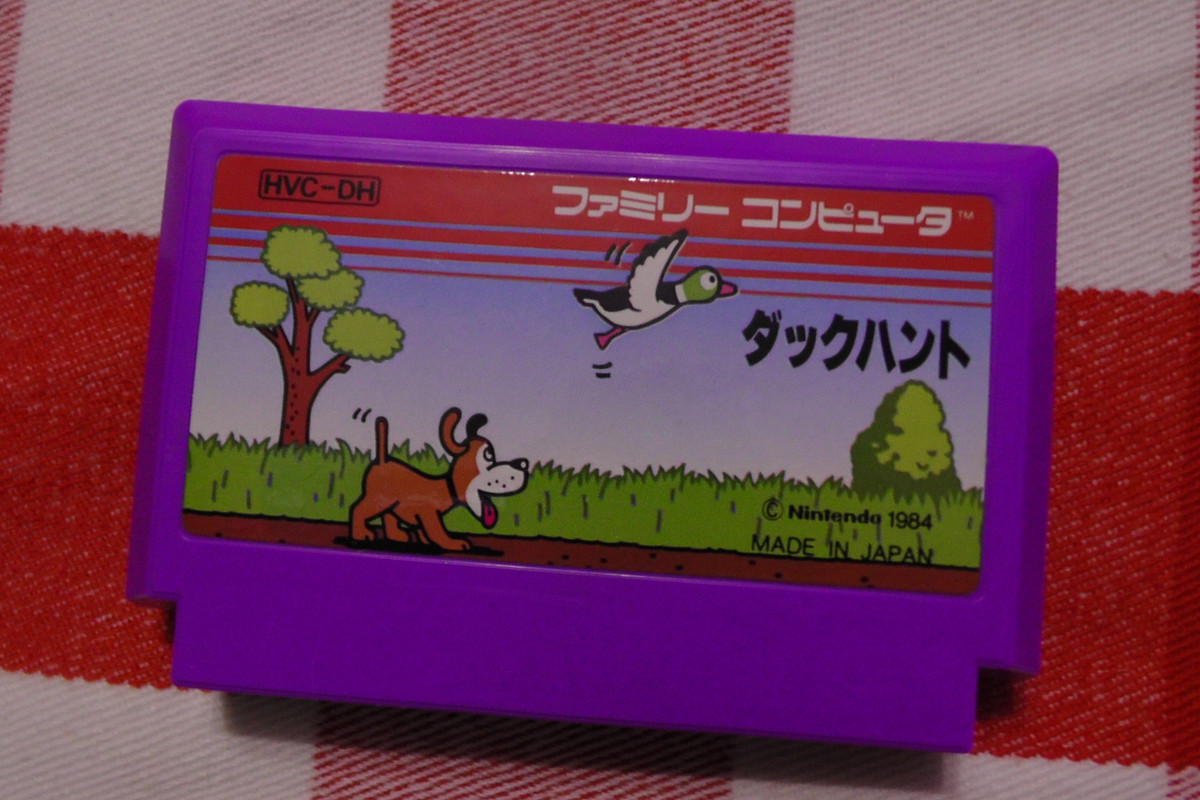 HVC-DH
ファミリー コンピュータ™
ダックハント
© Nintendo 1984
MADE IN JAPAN